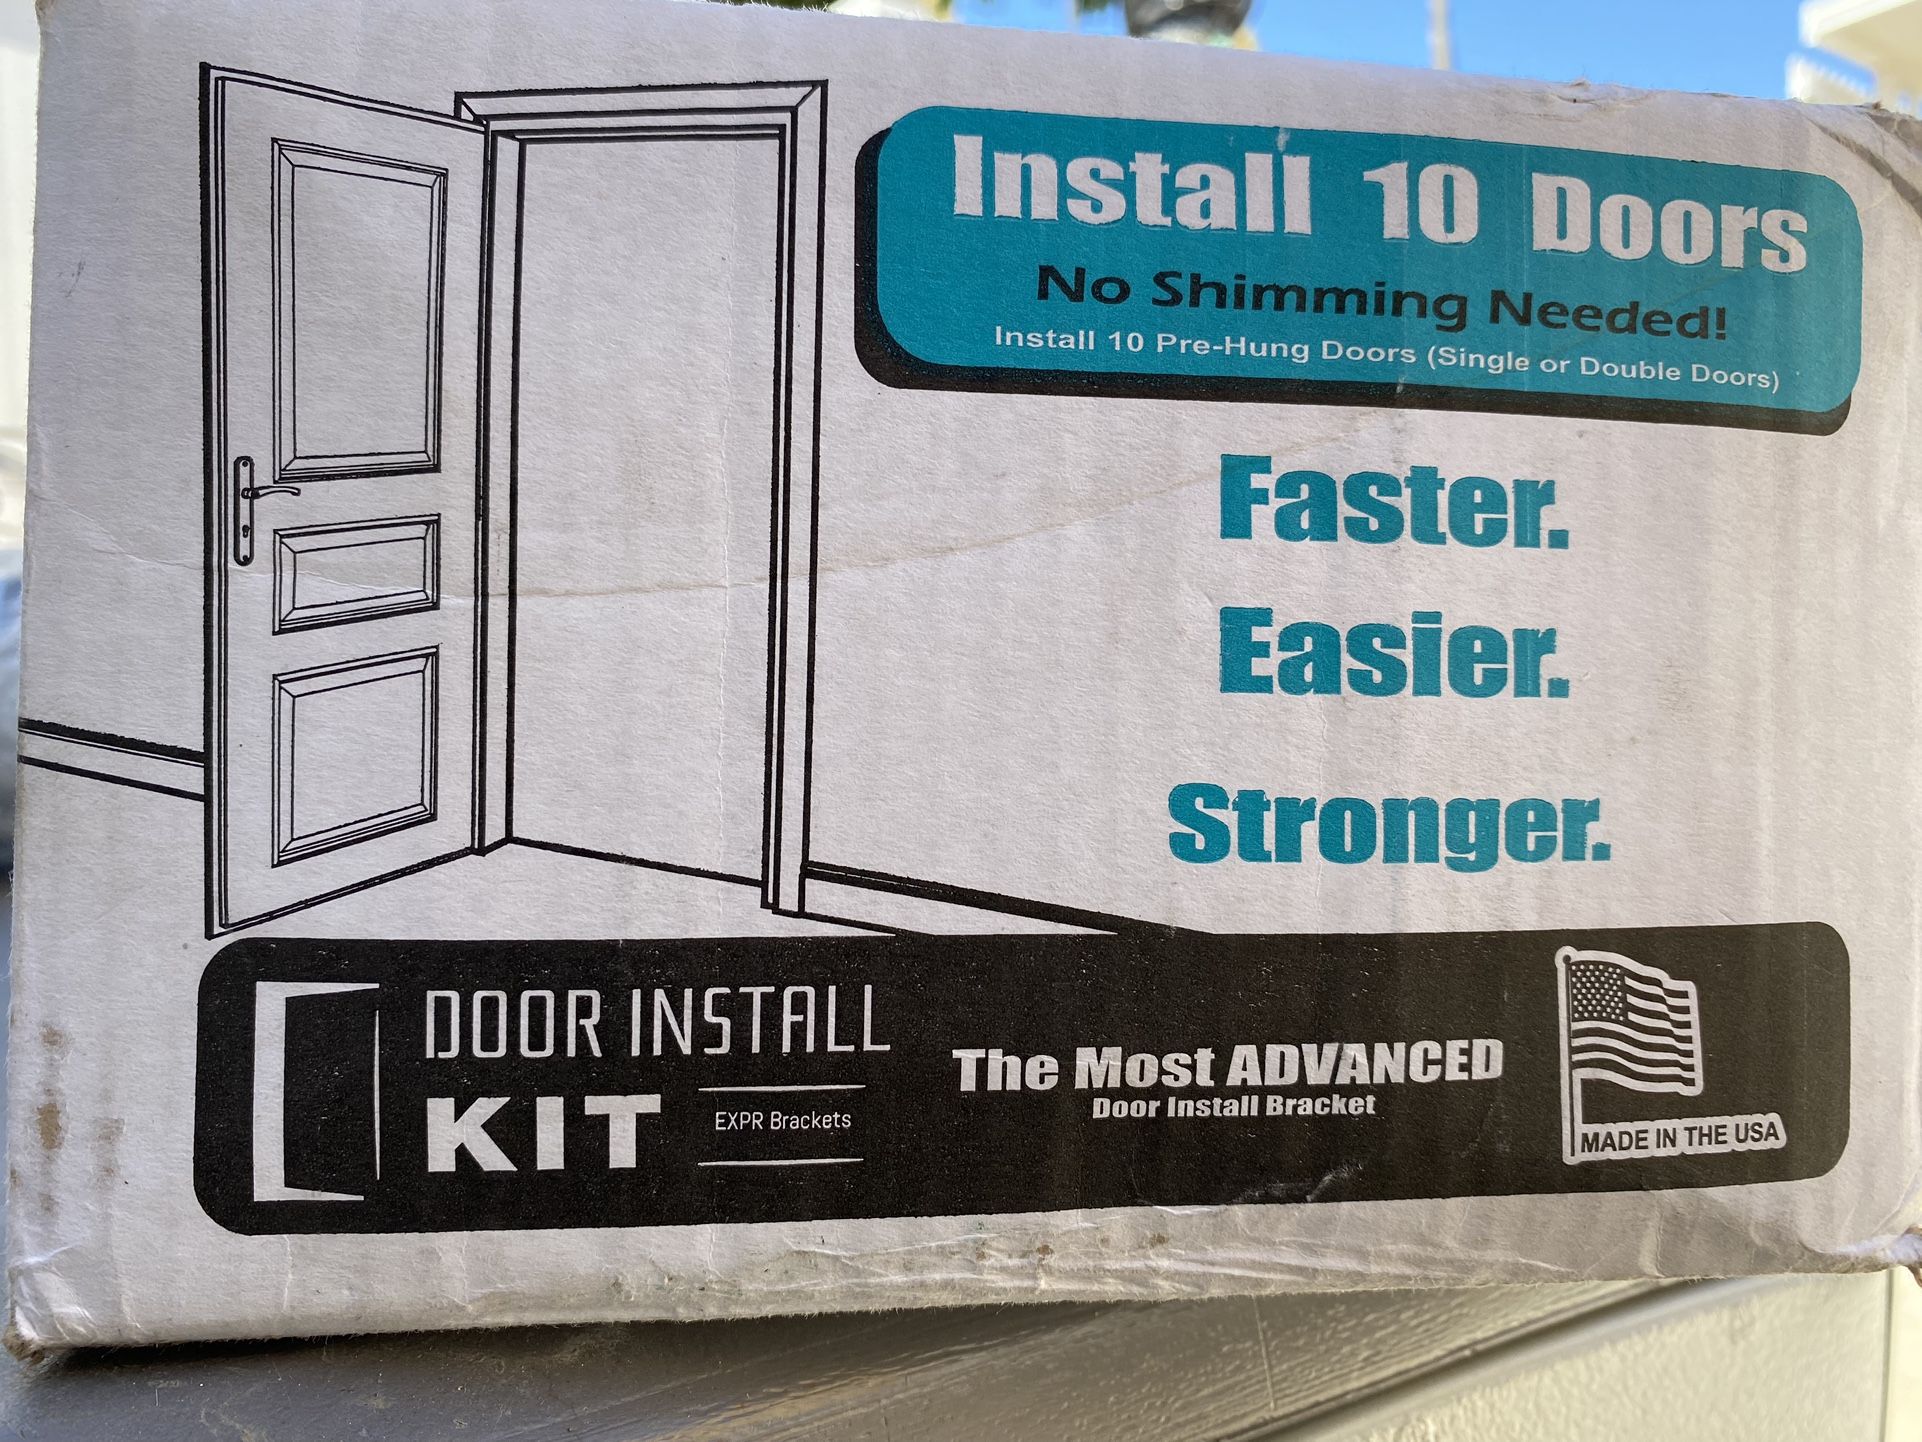 Install 10 Doors
No Shimming Needed!
Install 10 Pre-Hung Doors (Single or Double Doors)
Faster.
Easier.
Stronger.
DOOR INSTALL
KIT
EXPR Brackets
The Most ADVANCED
Door Install Bracket
MADE IN THE USA